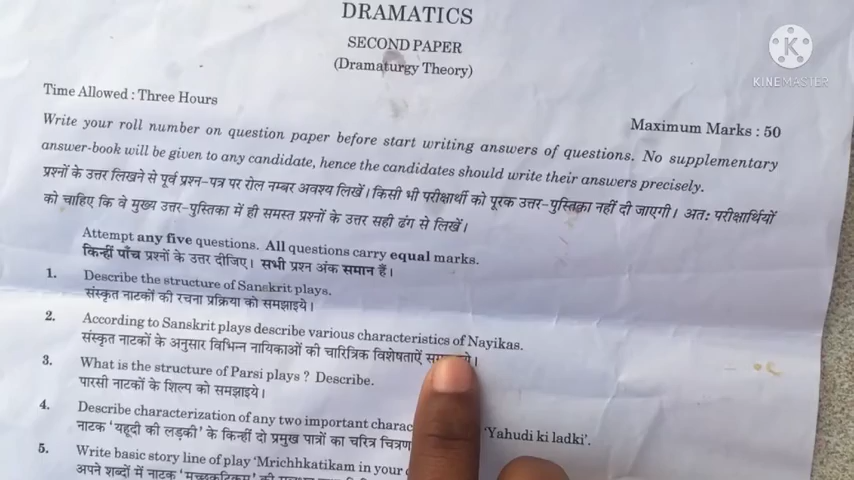 DRAMATICS
SECOND PAPER
(Dramaturgy Theory)
Time Allowed : Three Hours
Maximum Marks : 50
Write your roll number on question paper before start writing answers of questions. No supplementary
answer-book will be given to any candidate, hence the candidates should write their answers precisely.
प्रश्नों के उत्तर लिखने से पूर्व प्रश्न-पत्र पर रोल नम्बर अवश्य लिखें। किसी भी परीक्षार्थी को पूरक उत्तर-पुस्तिका नहीं दी जाएगी। अतः परीक्षार्थियों
को चाहिए कि वे मुख्य उत्तर-पुस्तिका में ही समस्त प्रश्नों के उत्तर सही ढंग से लिखें।
Attempt any five questions. All questions carry equal marks.
किन्हीं पाँच प्रश्नों के उत्तर दीजिए। सभी प्रश्न अंक समान हैं।
1. Describe the structure of Sanskrit plays.
संस्कृत नाटकों की रचना प्रक्रिया को समझाइये।
2. According to Sanskrit plays describe various characteristics of Nayikas.
संस्कृत नाटकों के अनुसार विभिन्न नायिकाओं की चारित्रिक विशेषताऐं
3. What is the structure of Parsi plays ? Describe.
पारसी नाटकों के शिल्प को समझाइये।
4. Describe characterization of any two important charac 'Yahudi ki ladki'.
नाटक 'यहूदी की लड़की' के किन्हीं दो प्रमुख पात्रों का चरित्र चित्रण
5. Write basic story line of play 'Mrichhkatikam in your
अपने शब्दों में नाटक
KINEMASTER